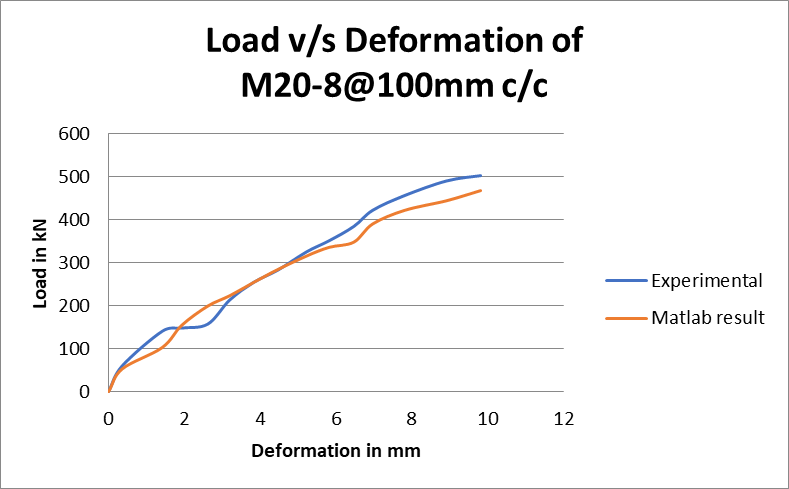 Load v/s Deformation of
M20-8@100mm c/c
600
500
400
300
200
100
0
Load in kN
0 2 4 6 8 10 12
Deformation in mm
Experimental
Matlab result